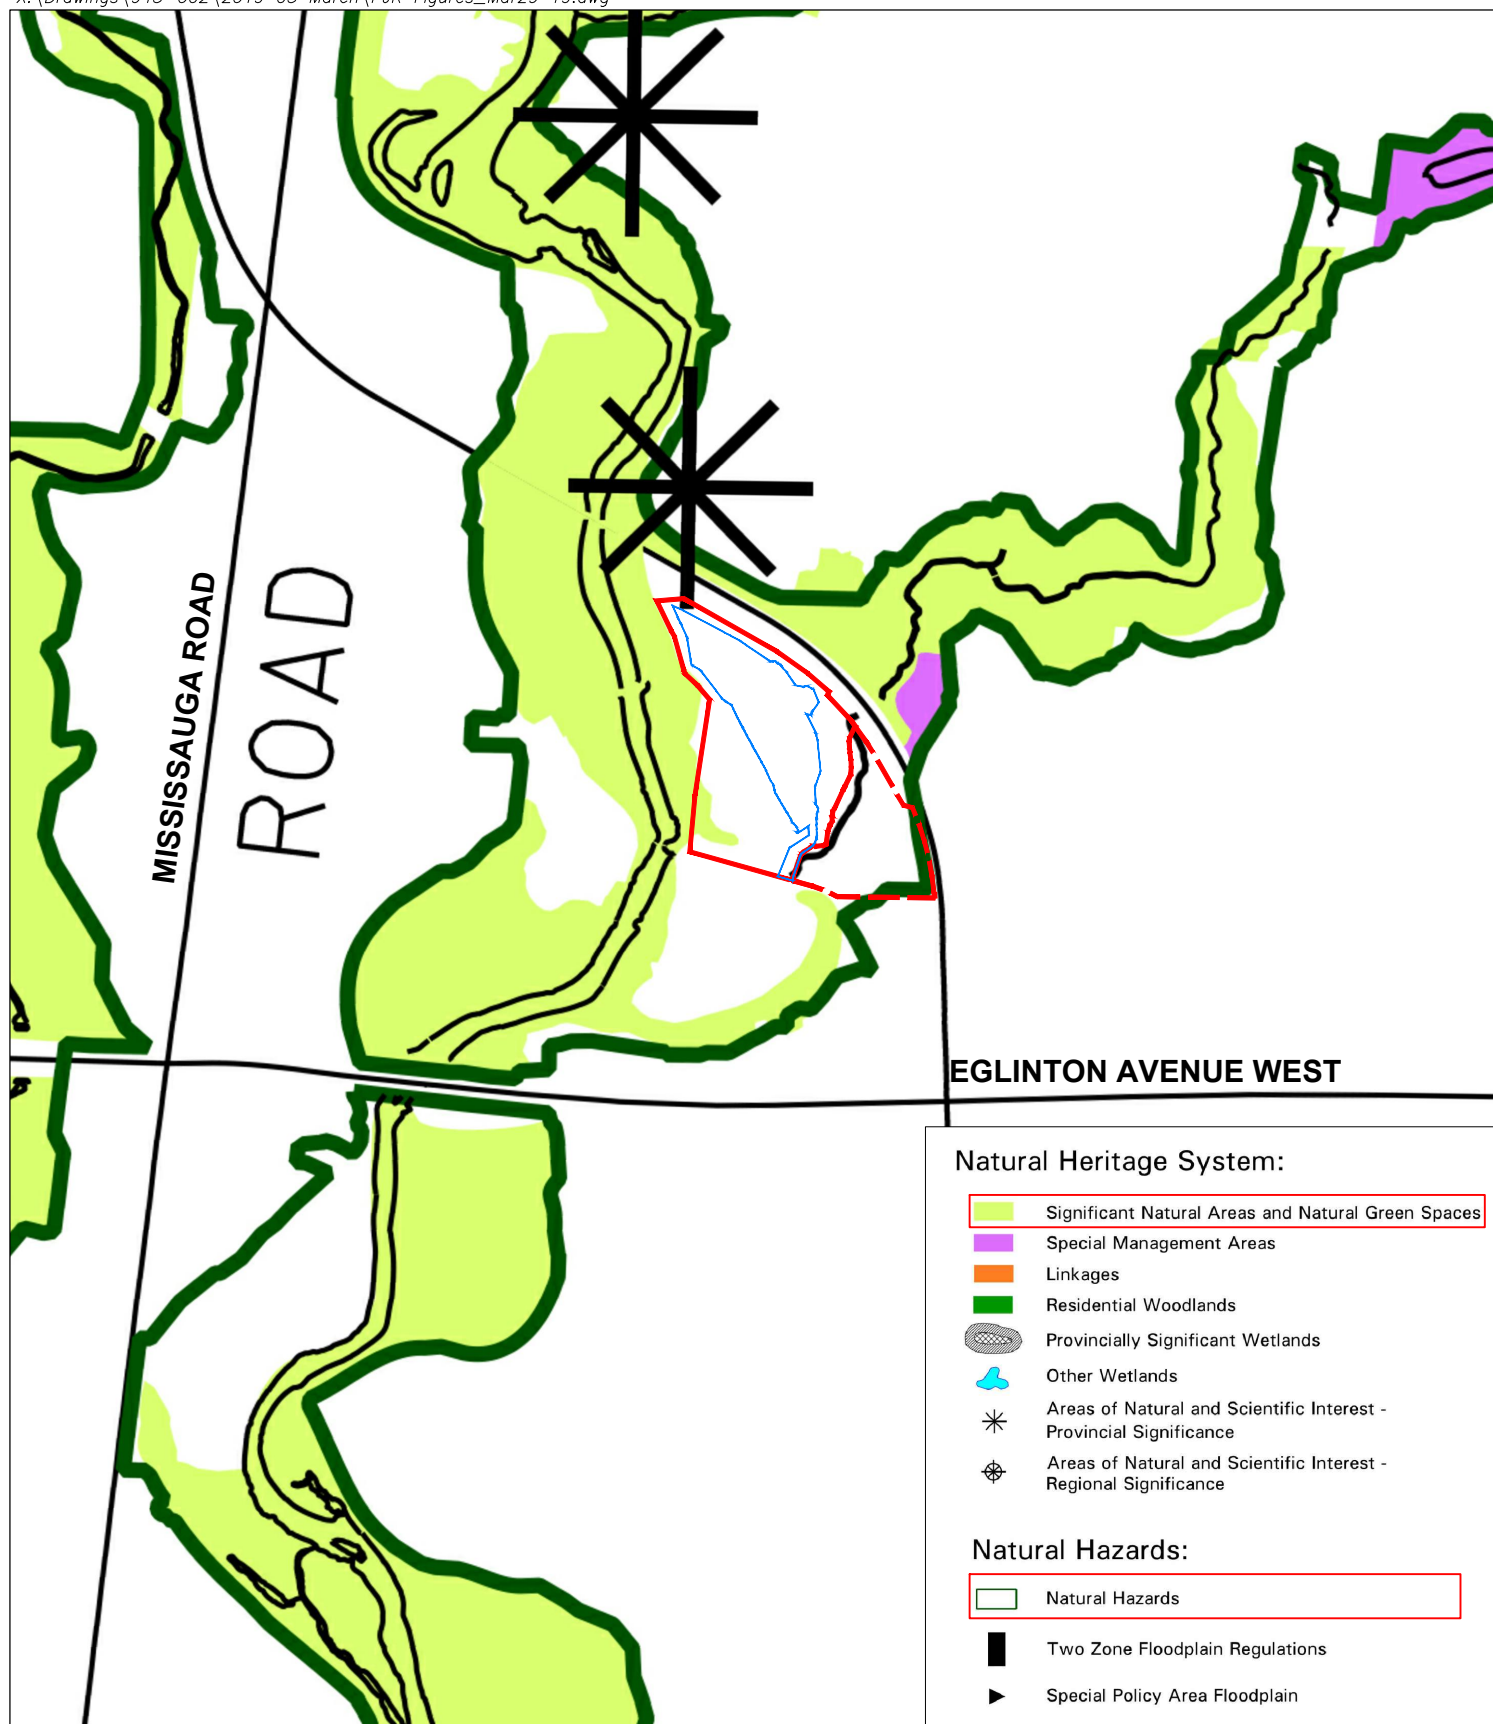 MISSISSAUGA ROAD
ROAD
EGLINTON AVENUE WEST
Natural Heritage System:
Significant Natural Areas and Natural Green Spaces
Special Management Areas
Linkages
Residential Woodlands
Provincially Significant Wetlands
Other Wetlands
Areas of Natural and Scientific Interest -
Provincial Significance
Areas of Natural and Scientific Interest -
Regional Significance
Natural Hazards:
Natural Hazards
Two Zone Floodplain Regulations
Special Policy Area Floodplain